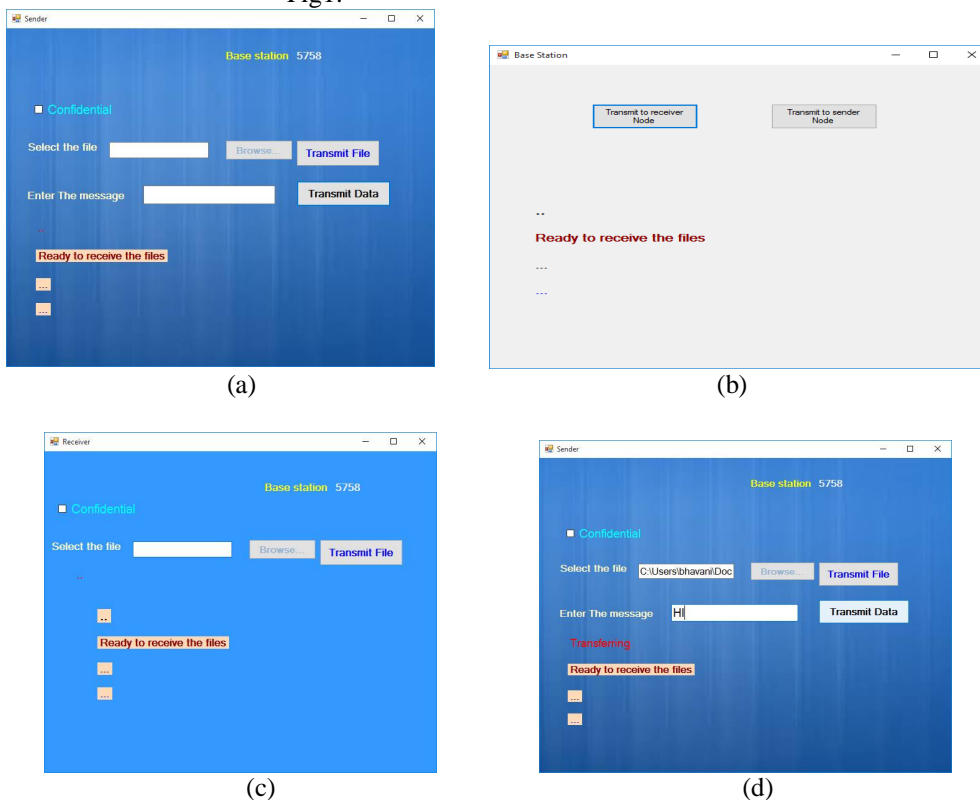 Fig1.
Sender
Base station 5758
Confidential
Select the file Browse... Transmit File
Enter The message Transmit Data
..
Ready to receive the files
...
...
(a)
Base Station
Transmit to receiver
Node
Transmit to sender
Node
..
Ready to receive the files
...
...
(b)
Receiver
Base station 5758
Confidential
Select the file Browse... Transmit File
..
..
Ready to receive the files
...
...
(c)
Sender
Base station 5758
Confidential
Select the file C:\Users\bhavani\Doc Browse... Transmit File
Enter The message HI Transmit Data
Transferring
Ready to receive the files
...
...
(d)